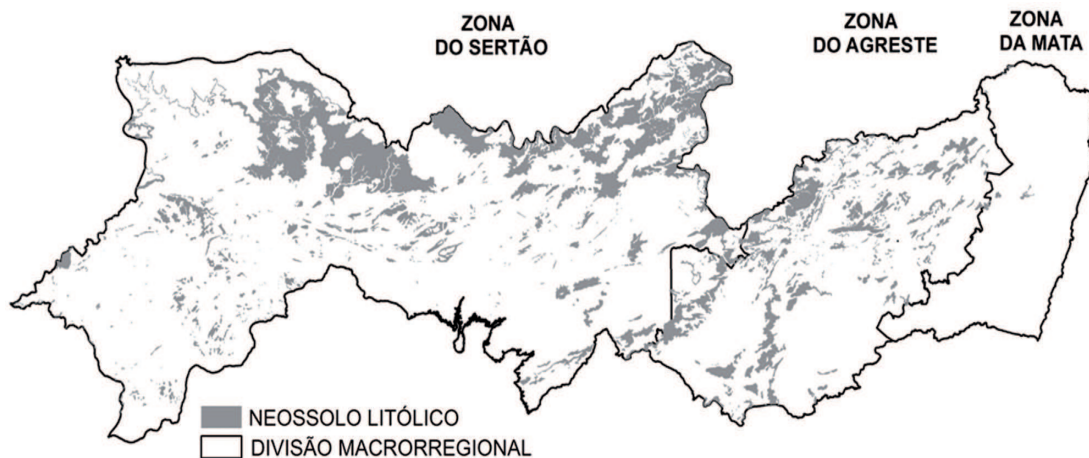 ZONA
DO SERTÃO
ZONA
DO AGRESTE
ZONA
DA MATA
NEOSSOLO LITÓLICO
DIVISÃO MACRORREGIONAL